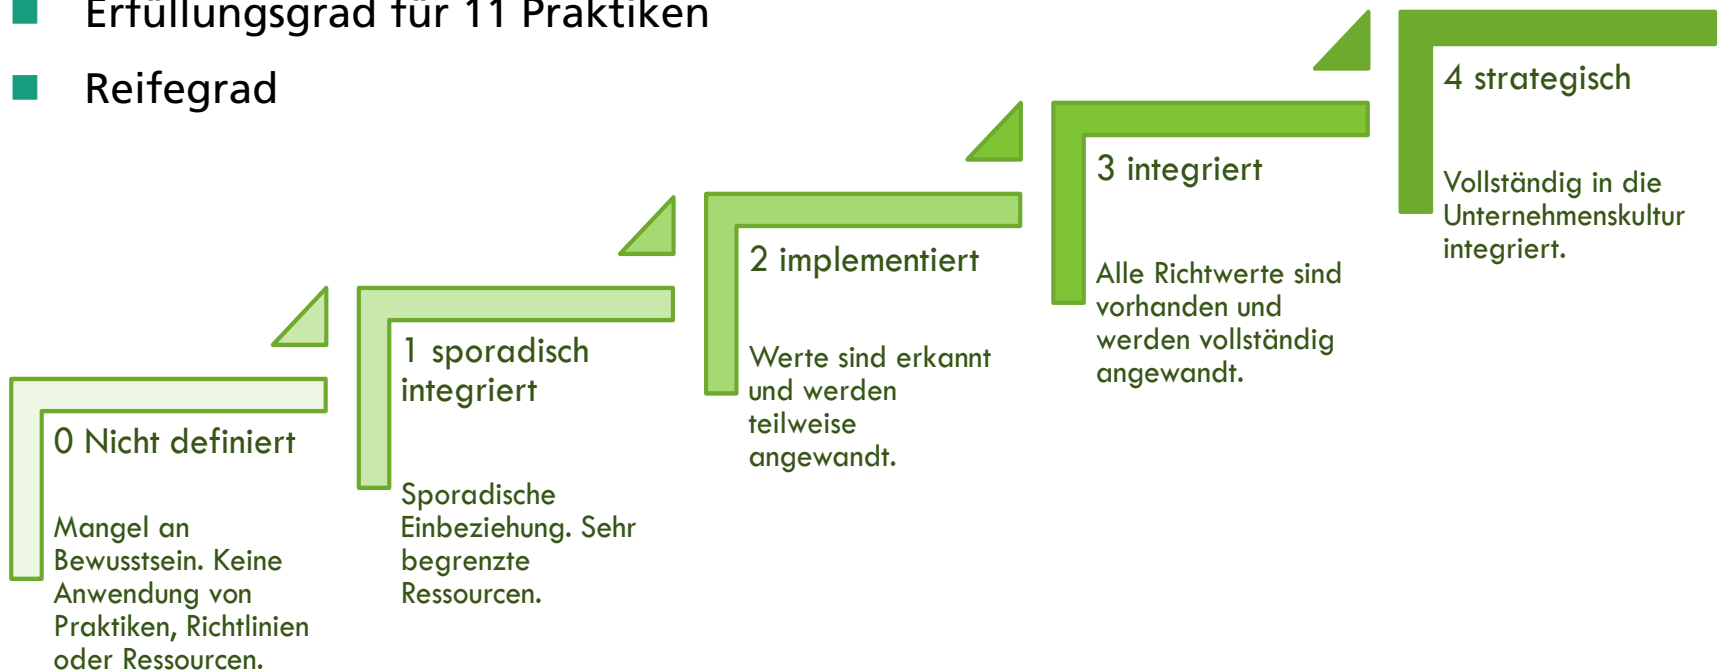 Erfüllungsgrad für 11 Praktiken
Reifegrad
0 Nicht definiert
Mangel an
Bewusstsein. Keine
Anwendung von
Praktiken, Richtlinien
oder Ressourcen.
1 sporadisch
integriert
Sporadische
Einbeziehung. Sehr
begrenzte
Ressourcen.
2 implementiert
Werte sind erkannt
und werden
teilweise
angewandt.
3 integriert
Alle Richtwerte sind
vorhanden und
werden vollständig
angewandt.
4 strategisch
Vollständig in die
Unternehmenskultur
integriert.